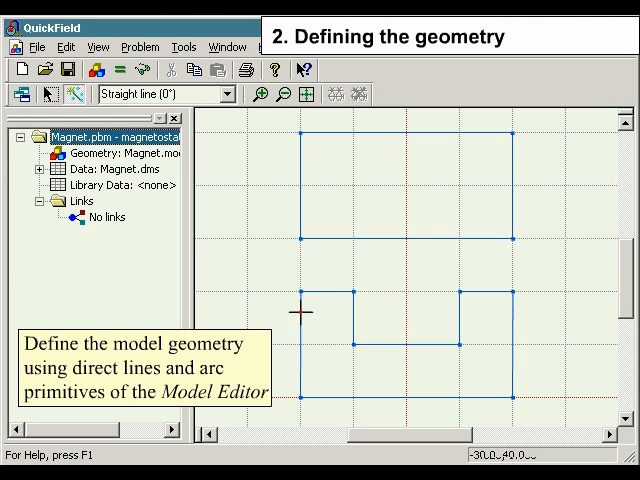 QuickField
2. Defining the geometry
File Edit View Problem Tools Window
Straight line (0°)
Magnet.pbm - magnetosta
Geometry: Magnet.mo
Data: Magnet.dms
Library Data: <none>
Links
No links
Define the model geometry
using direct lines and arc
primitives of the Model Editor
For Help, press F1